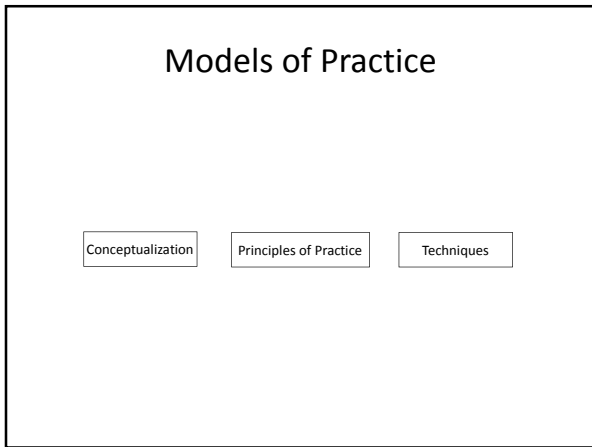 Models of Practice
Conceptualization
Principles of Practice
Techniques